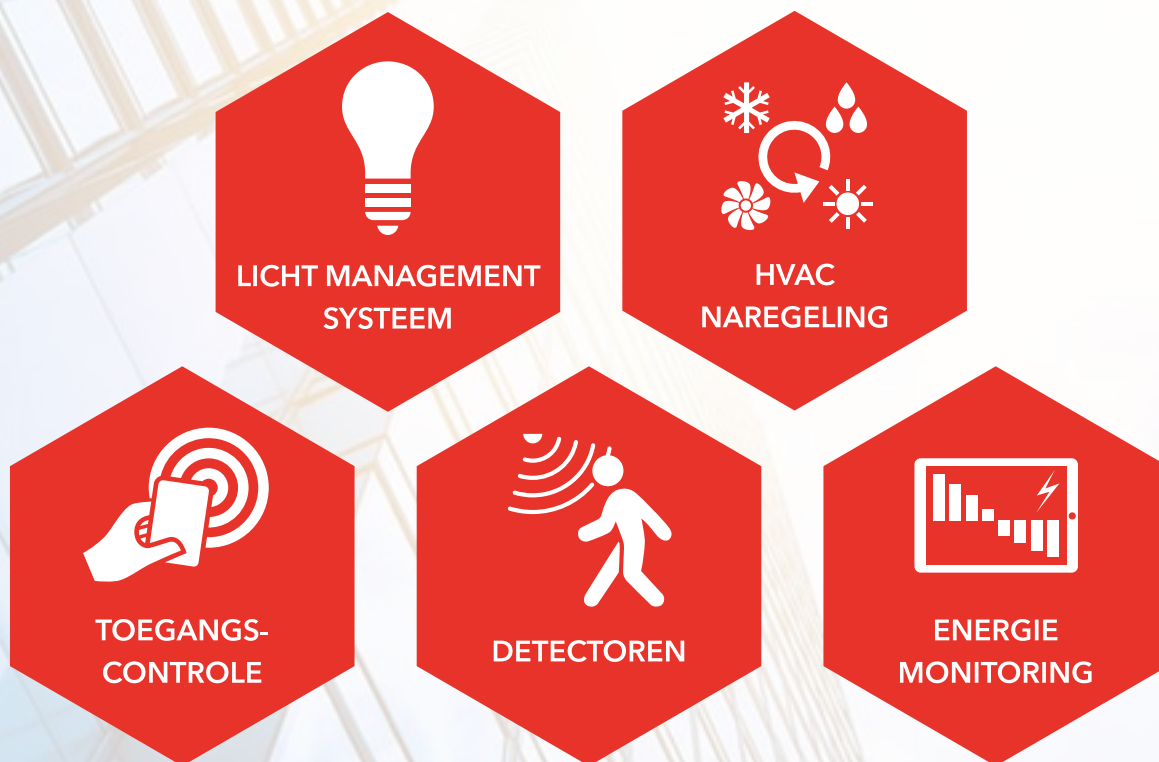 LICHT MANAGEMENT
SYSTEEM
HVAC
NAREGELING
TOEGANGS-
CONTROLE
DETECTOREN
ENERGIE
MONITORING